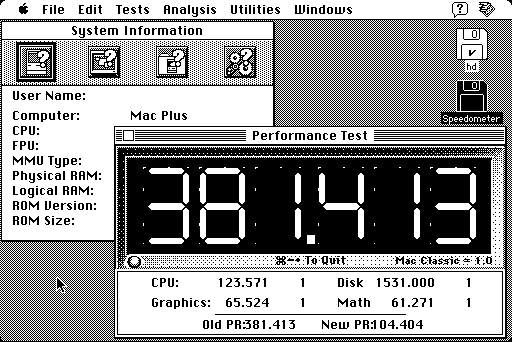 File Edit Tests Analysis Utilities Windows
System Information
User Name:
Computer: Mac Plus
CPU:
FPU:
MMU Type:
Physical RAM:
Logical RAM:
ROM Version:
ROM Size:
hd
Speedometer
Performance Test
381.413
⌘-. To Quit Mac Classic = 1.0
CPU: 123.571 1 Disk 1531.000 1
Graphics: 65.524 1 Math 61.271 1
Old PR:381.413 New PR:104.404